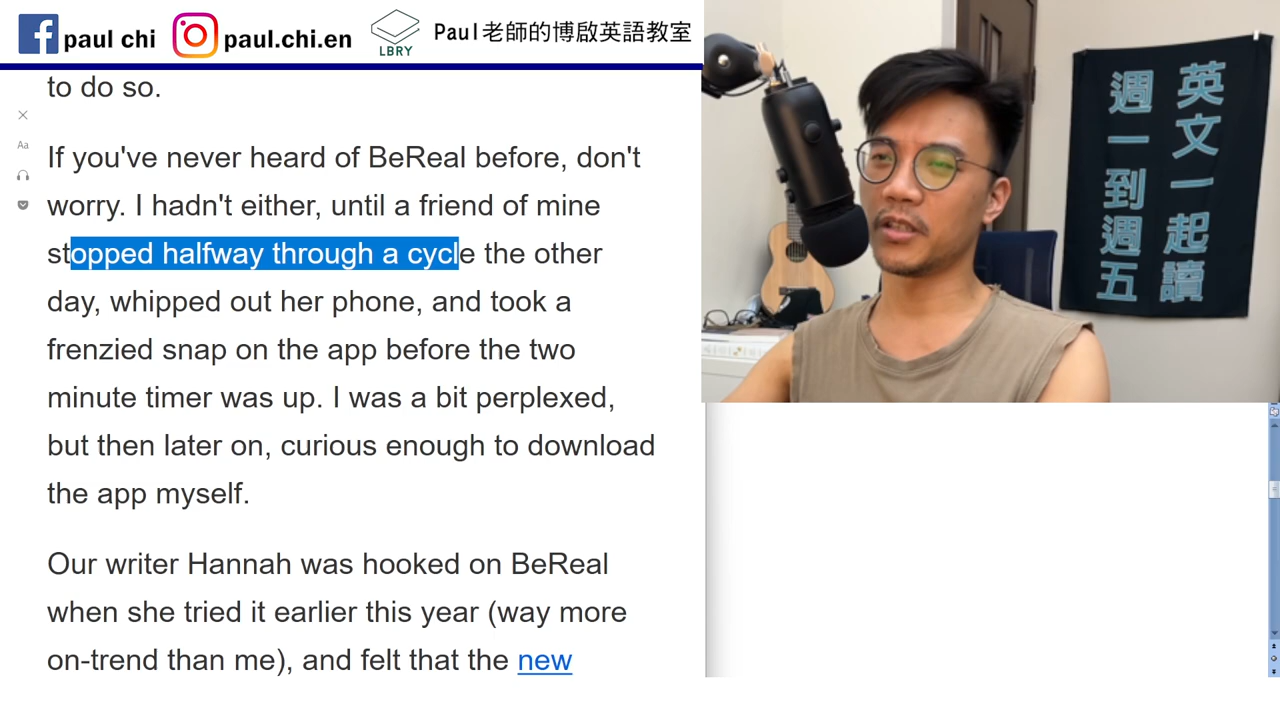 paul chi
paul.chi.en
LBRY
Paul老師的博啟英語教室
to do so.
Aa
If you've never heard of BeReal before, don't
worry. I hadn't either, until a friend of mine
stopped halfway through a cycle the other
day, whipped out her phone, and took a
frenzied snap on the app before the two
minute timer was up. I was a bit perplexed,
but then later on, curious enough to download
the app myself.
Our writer Hannah was hooked on BeReal
when she tried it earlier this year (way more
on-trend than me), and felt that the new
英文一起讀
週一到週五